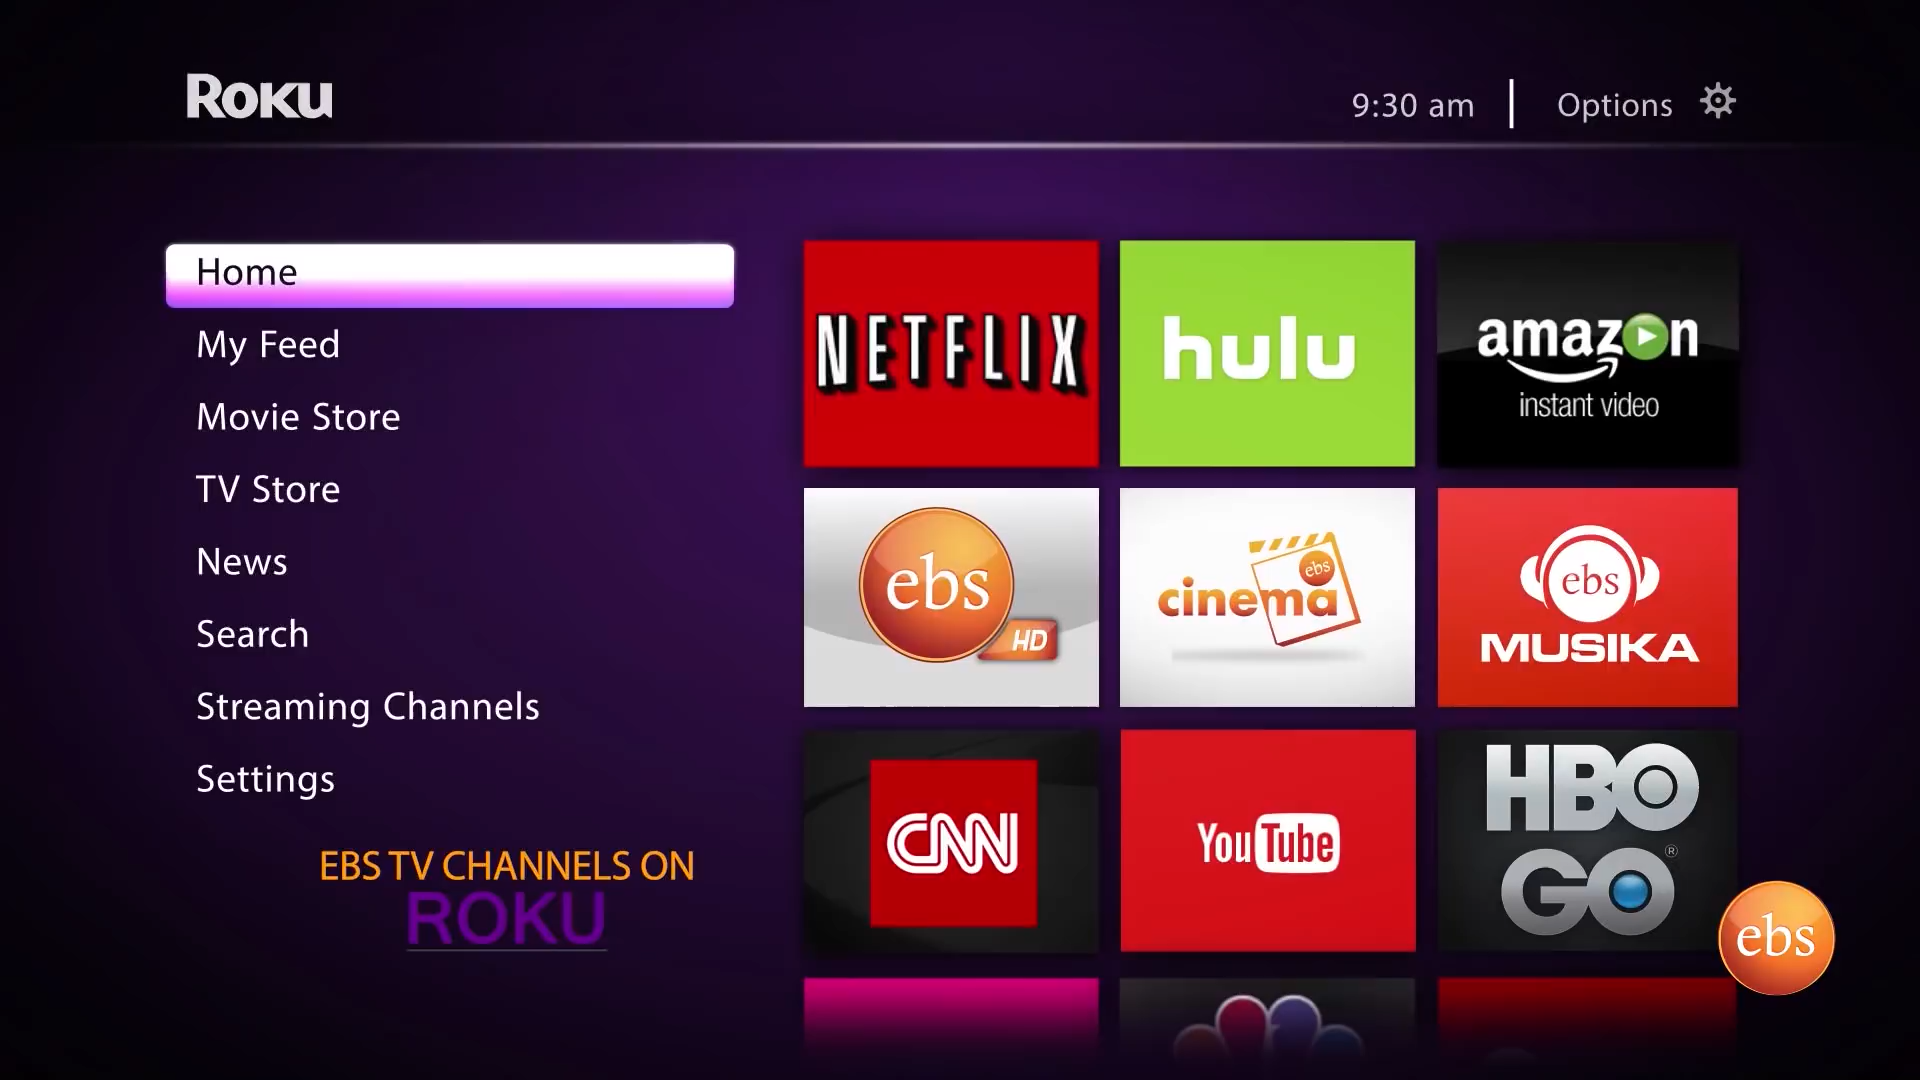 ROKU
9:30 am | Options
Home
My Feed
Movie Store
TV Store
News
Search
Streaming Channels
Settings
EBS TV CHANNELS ON
ROKU
NETFLIX
hulu
amazon
instant video
ebs
HD
ebs
cinema
ebs
MUSIKA
CNN
YouTube
HBO
GO®
ebs